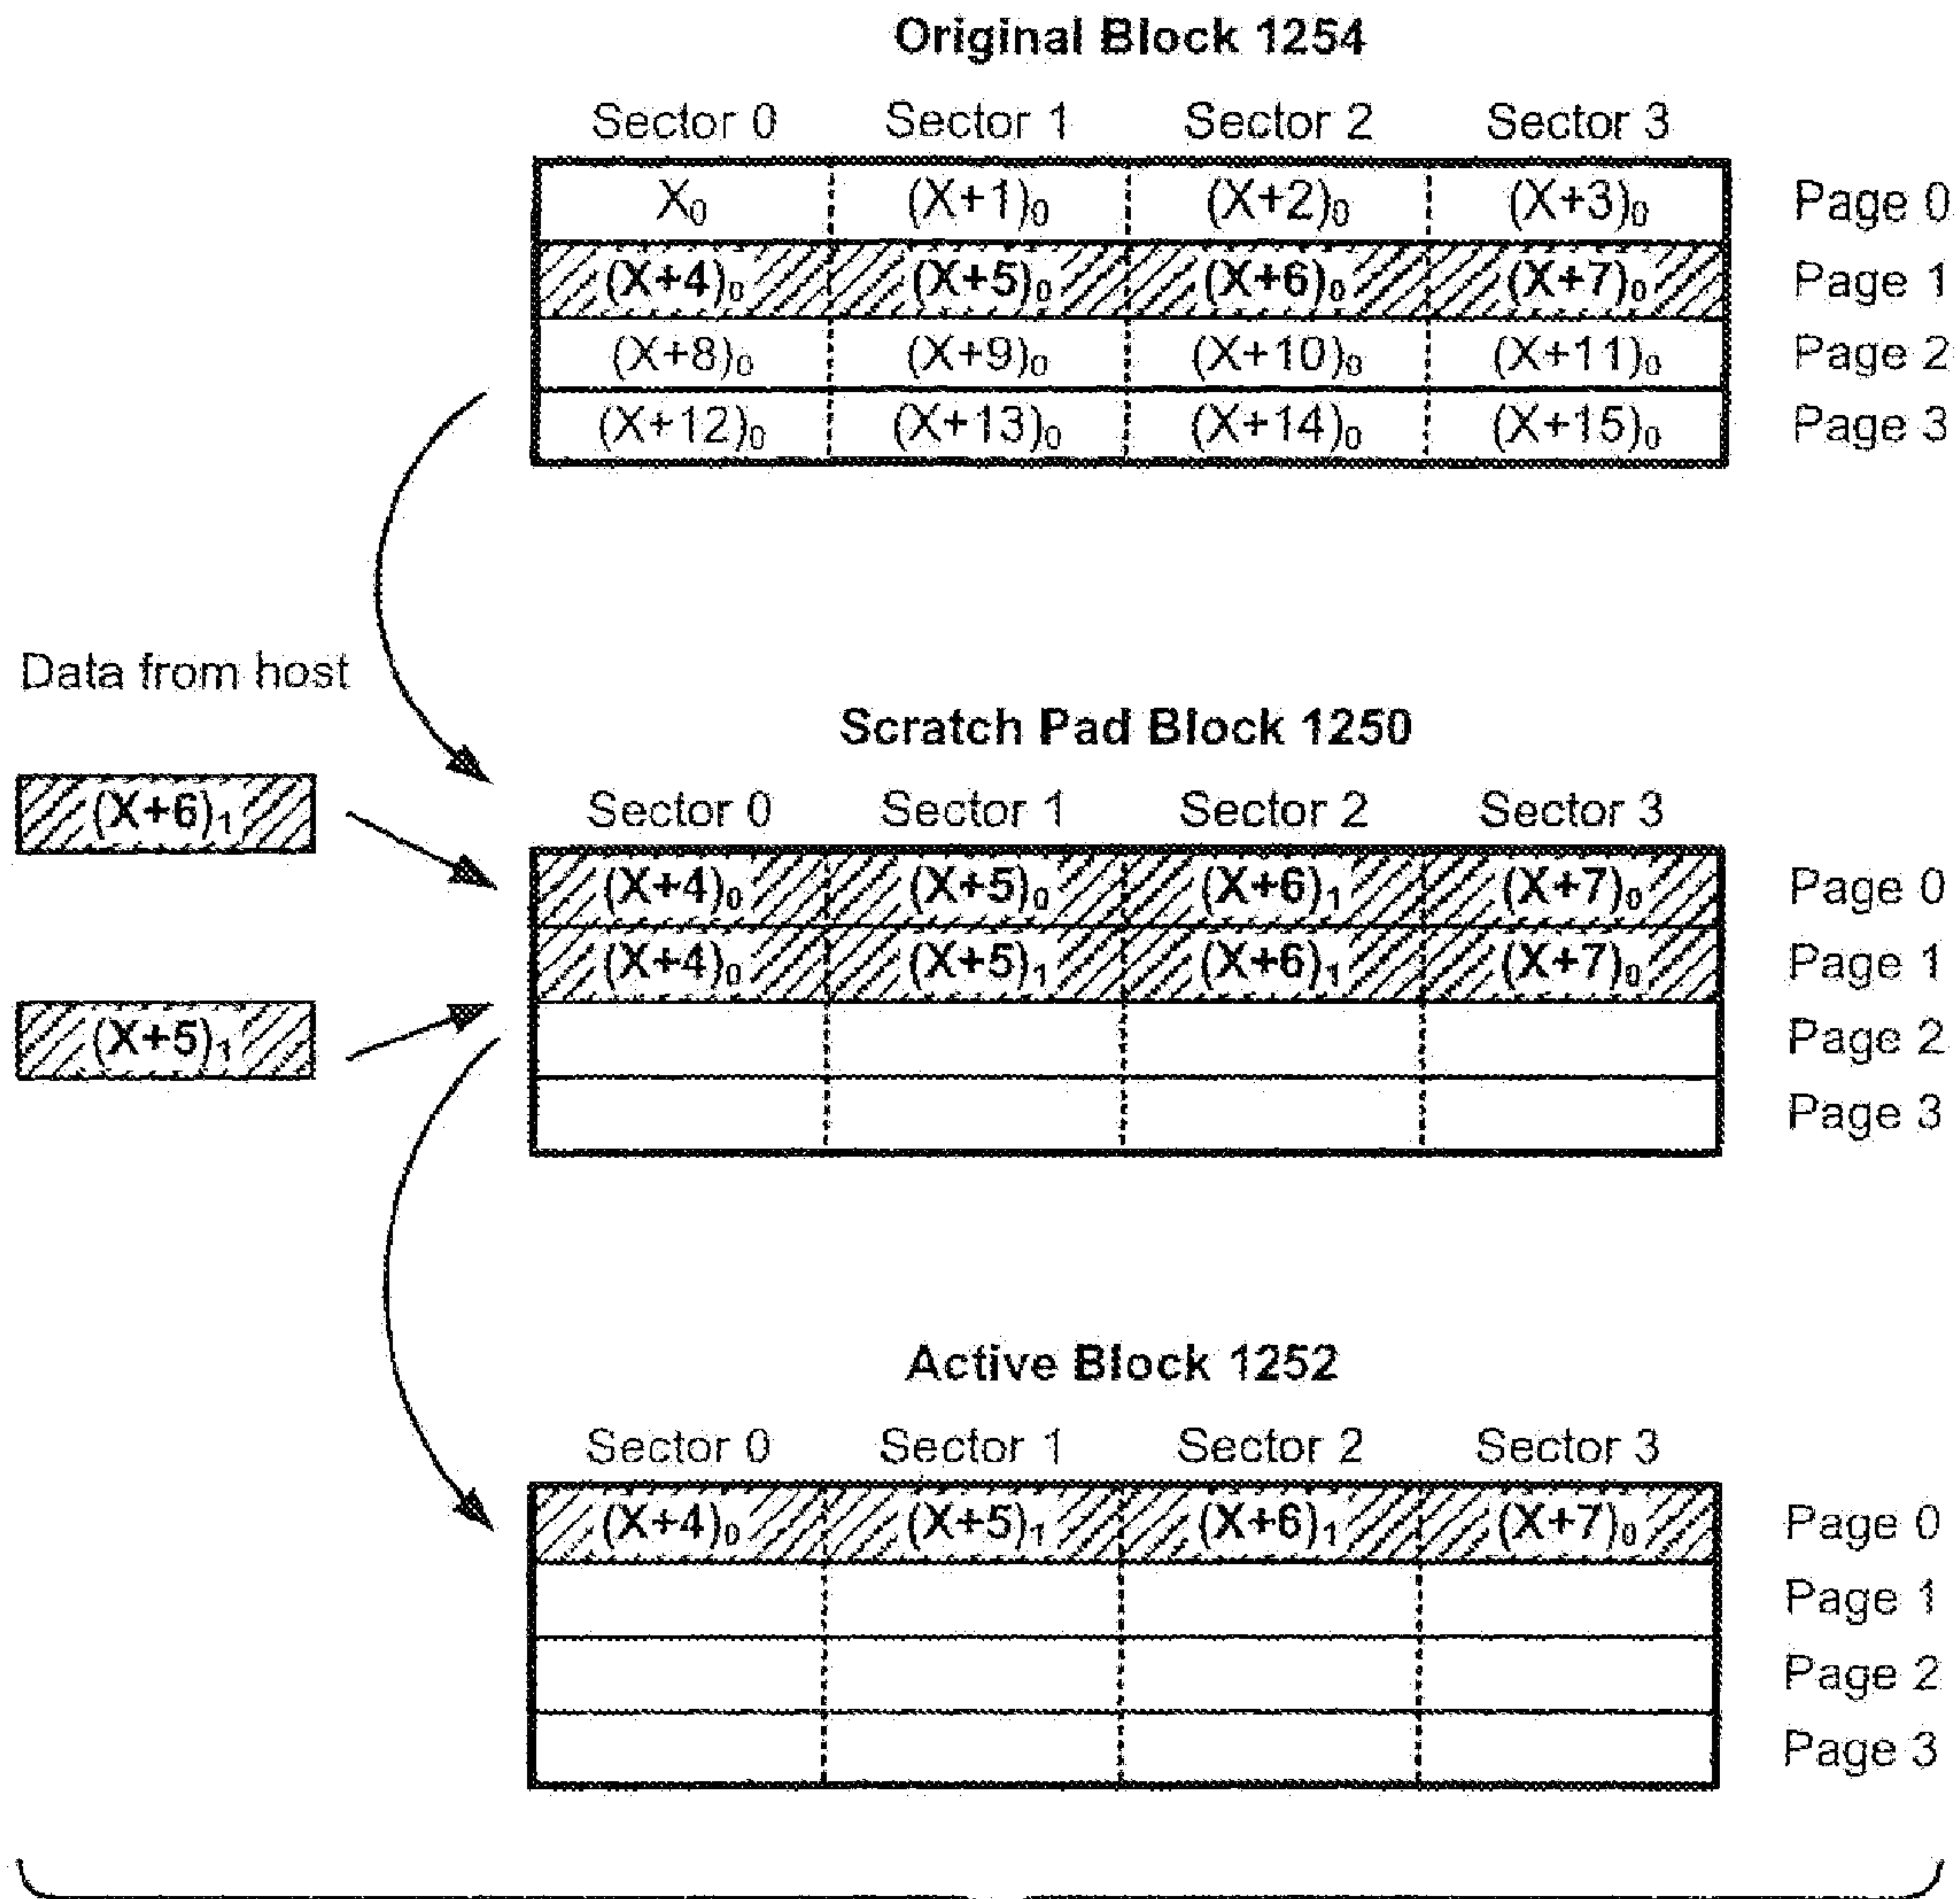 Original Block 1254
Sector 0 Sector 1 Sector 2 Sector 3
X₀ (X+1)₀ (X+2)₀ (X+3)₀ Page 0
(X+4)₀ (X+5)₀ (X+6)₀ (X+7)₀ Page 1
(X+8)₀ (X+9)₀ (X+10)₀ (X+11)₀ Page 2
(X+12)₀ (X+13)₀ (X+14)₀ (X+15)₀ Page 3
Data from host
(X+6)₁
(X+5)₁
Scratch Pad Block 1250
Sector 0 Sector 1 Sector 2 Sector 3
(X+4)₀ (X+5)₀ (X+6)₁ (X+7)₀ Page 0
(X+4)₀ (X+5)₁ (X+6)₁ (X+7)₀ Page 1
Page 2
Page 3
Active Block 1252
Sector 0 Sector 1 Sector 2 Sector 3
(X+4)₀ (X+5)₁ (X+6)₁ (X+7)₀ Page 0
Page 1
Page 2
Page 3